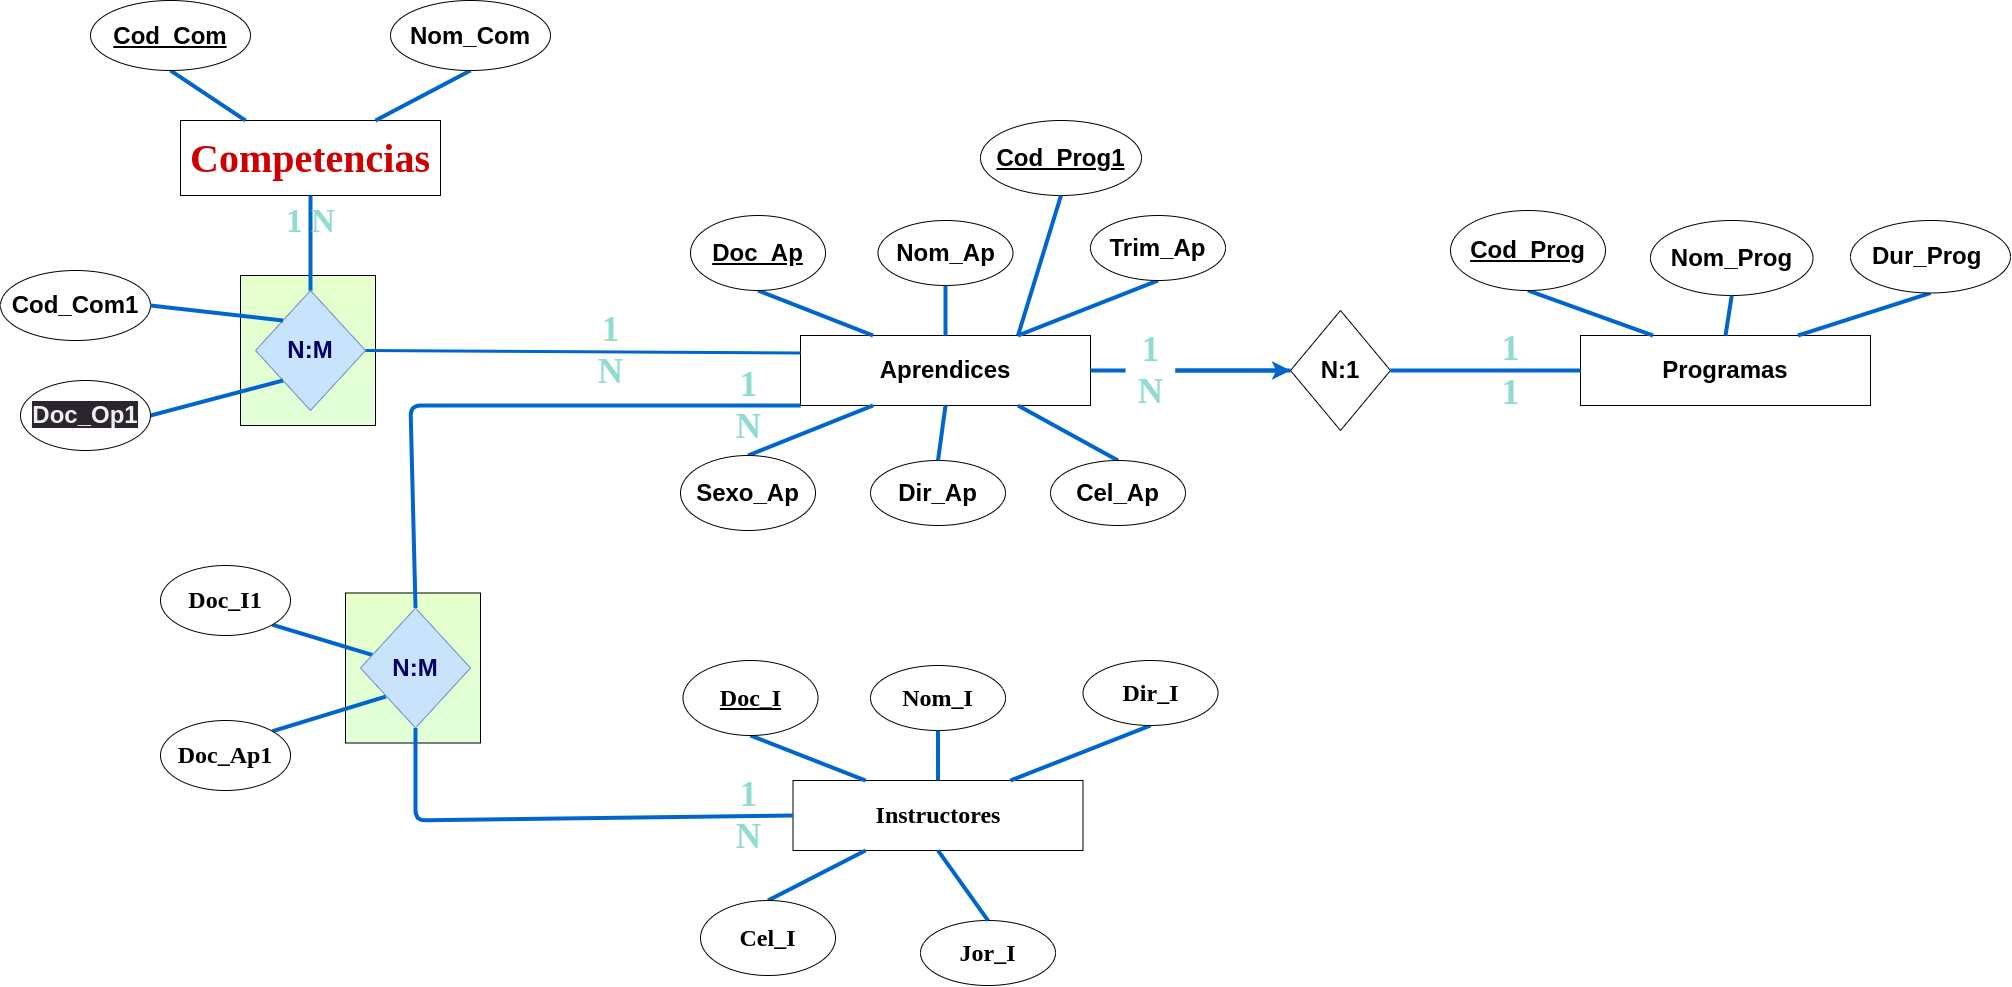 Cod_Com
Nom_Com
Competencias
1 N
Cod_Com1
N:M
Doc_Op1
1
N
1
N
Cod_Prog1
Doc_Ap
Nom_Ap
Trim_Ap
Aprendices
Sexo_Ap
Dir_Ap
Cel_Ap
1
N
N:1
1
1
Cod_Prog
Nom_Prog
Dur_Prog
Programas
Doc_I1
N:M
Doc_Ap1
1
N
Doc_I
Nom_I
Dir_I
Instructores
Cel_I
Jor_I